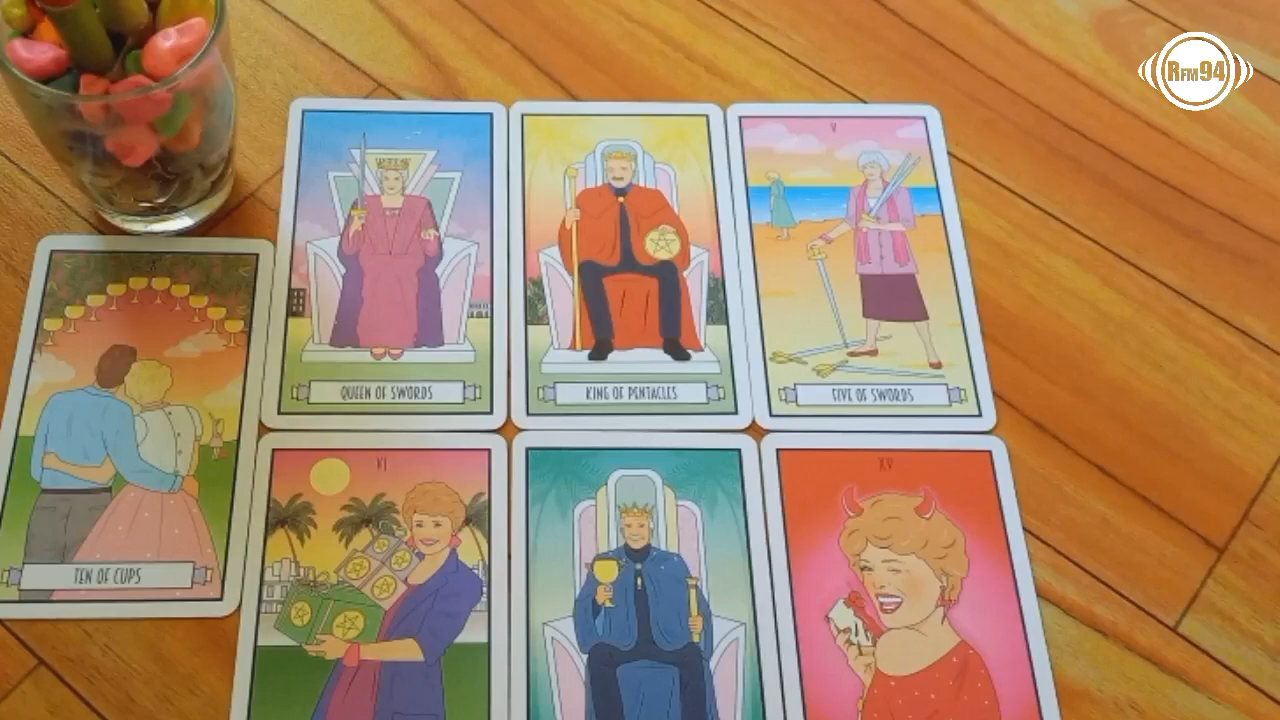 RFM94
V
QUEEN OF SWORDS
KING OF PENTACLES
FIVE OF SWORDS
X
TEN OF CUPS
VI
XV